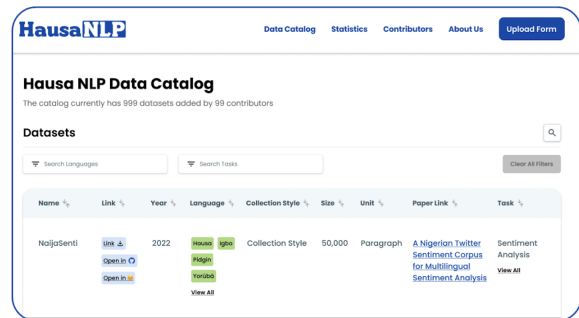 HausaNLP
Data Catalog Statistics Contributors About Us Upload Form
Hausa NLP Data Catalog
The catalog currently has 999 datasets added by 99 contributors
Datasets
Search Languages Search Tasks Clear All Filters
Name Link Year Language Collection Style Size Unit Paper Link Task
NaijaSenti Link 2022 Hausa Igbo Collection Style 50,000 Paragraph A Nigerian Twitter Sentiment
Open in Pidgin Sentiment Corpus Analysis
Open in Yorùbá for Multilingual View All
View All Sentiment Analysis